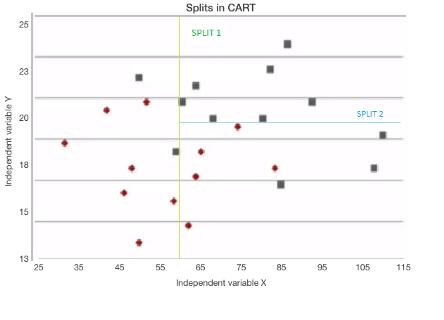 Splits in CART
25
SPLIT 1
23
SPLIT 2
20
18
15
13
Independent variable Y
25 35 45 55 65 75 85 95 105 115
Independent variable X